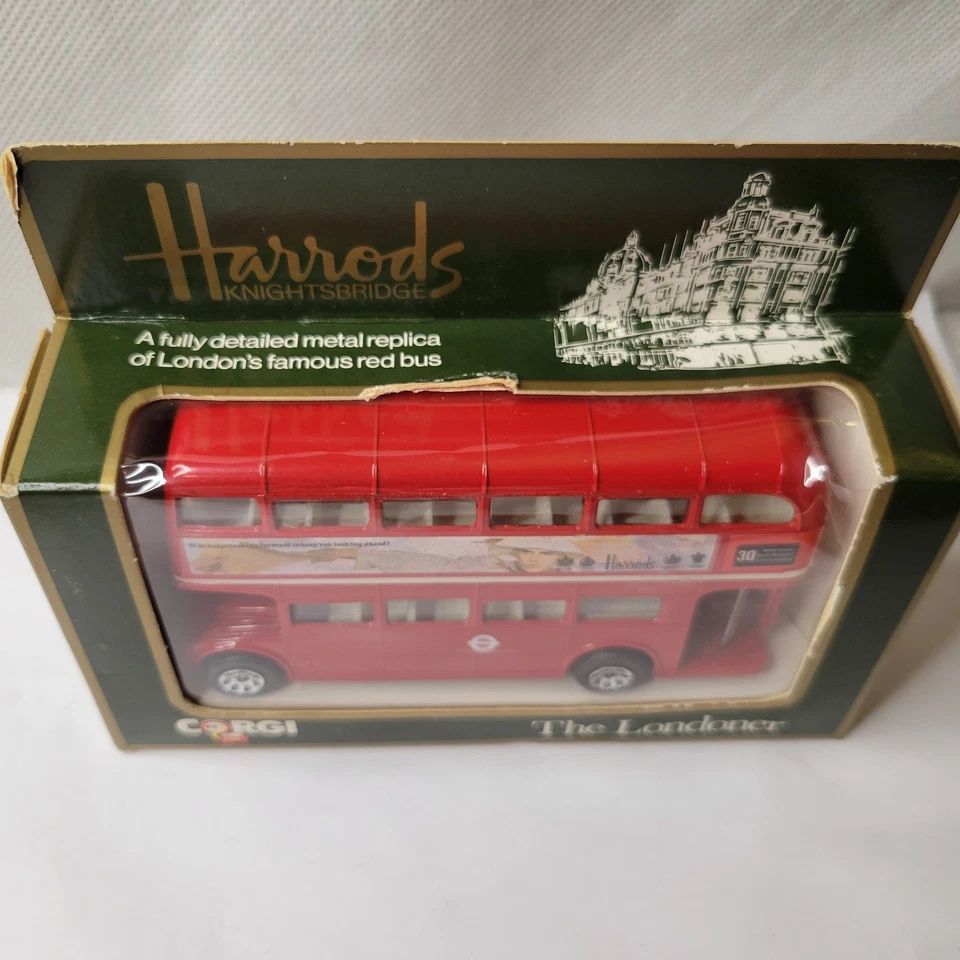 Harrods
KNIGHTSBRIDGE
A fully detailed metal replica
of London's famous red bus
Harrods
30
CORGI
The Londoner